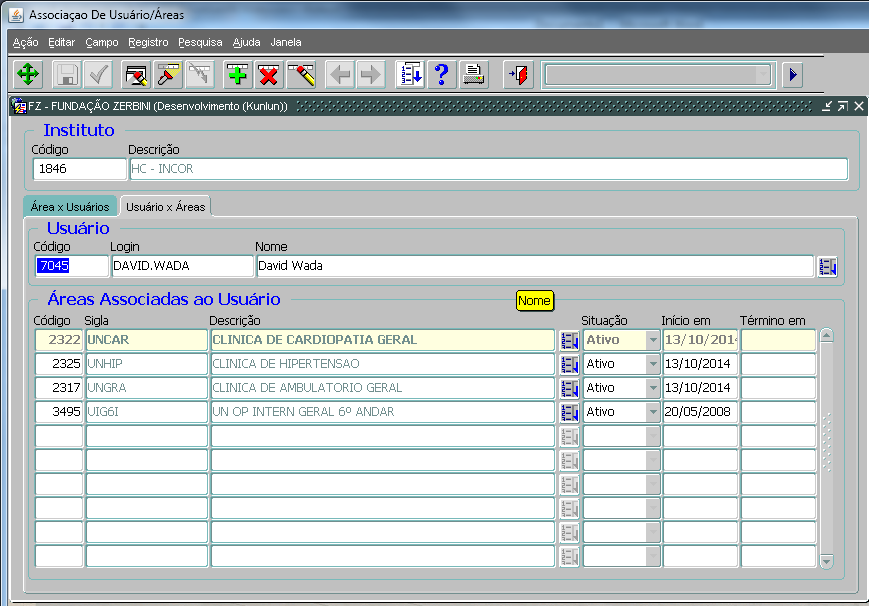 Associaçao De Usuário/Áreas
Ação Editar Campo Registro Pesquisa Ajuda Janela
FZ - FUNDAÇÃO ZERBINI (Desenvolvimento (Kunlun))
Instituto
Código Descrição
1846 HC - INCOR
Área x Usuários Usuário x Áreas
Usuário
Código Login Nome
7045 DAVID.WADA David Wada
Áreas Associadas ao Usuário Nome
Código Sigla Descrição Situação Início em Término em
2322 UNCAR CLINICA DE CARDIOPATIA GERAL Ativo 13/10/2014
2325 UNHIP CLINICA DE HIPERTENSAO Ativo 13/10/2014
2317 UNGRA CLINICA DE AMBULATORIO GERAL Ativo 13/10/2014
3495 UIG6I UN OP INTERN GERAL 6º ANDAR Ativo 20/05/2008